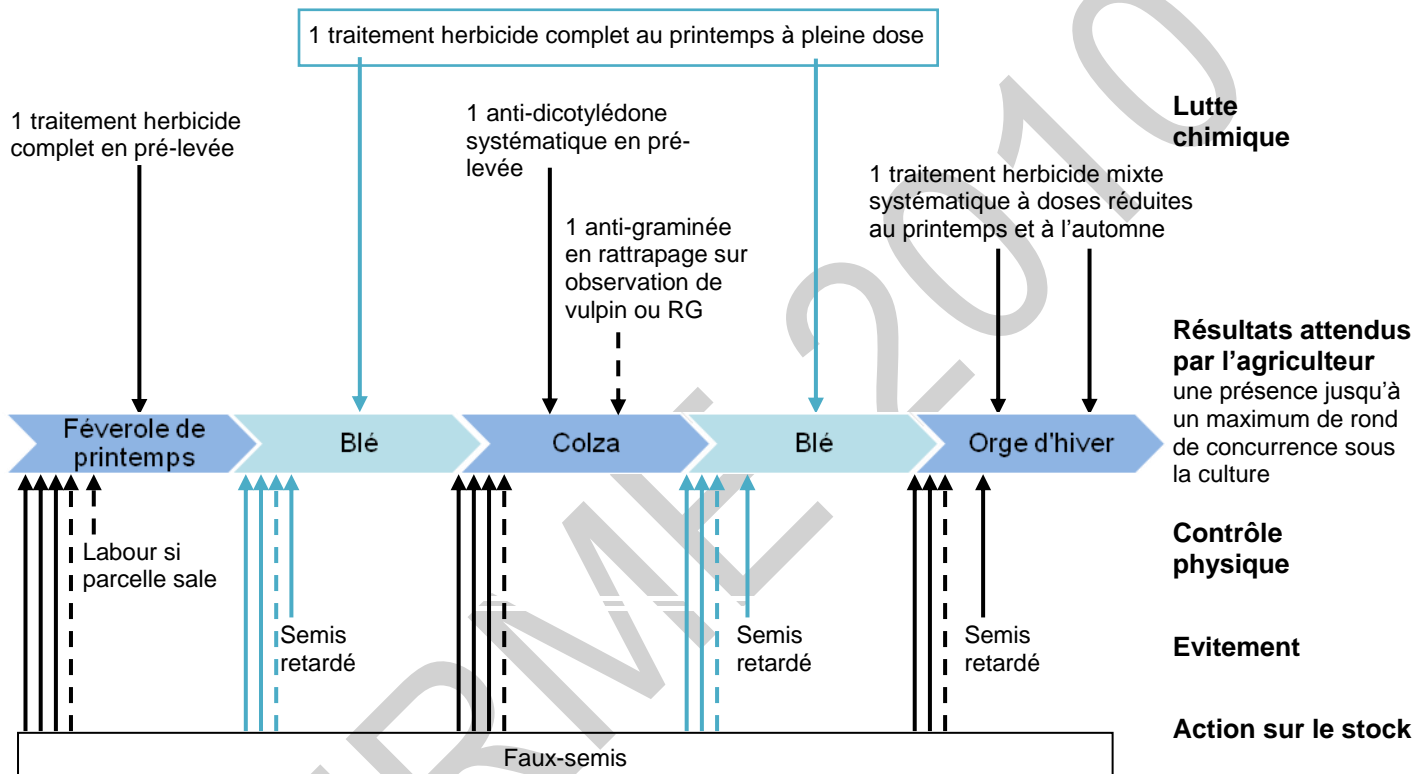 1 traitement herbicide complet au printemps à pleine dose
1 traitement herbicide
complet en pré-levée
1 anti-dicotylédone
systématique en pré-
levée
1 anti-graminée
en rattrapage sur
observation de
vulpin ou RG
1 traitement herbicide mixte
systématique à doses réduites
au printemps et à l’automne
Lutte
chimique
Résultats attendus
par l’agriculteur
une présence jusqu’à
un maximum de rond
de concurrence sous
la culture
Féverole de
printemps
Blé
Colza
Blé
Orge d'hiver
Labour si
parcelle sale
Contrôle
physique
Semis
retardé
Semis
retardé
Semis
retardé
Evitement
Action sur le stock
Faux-semis
RME 2010